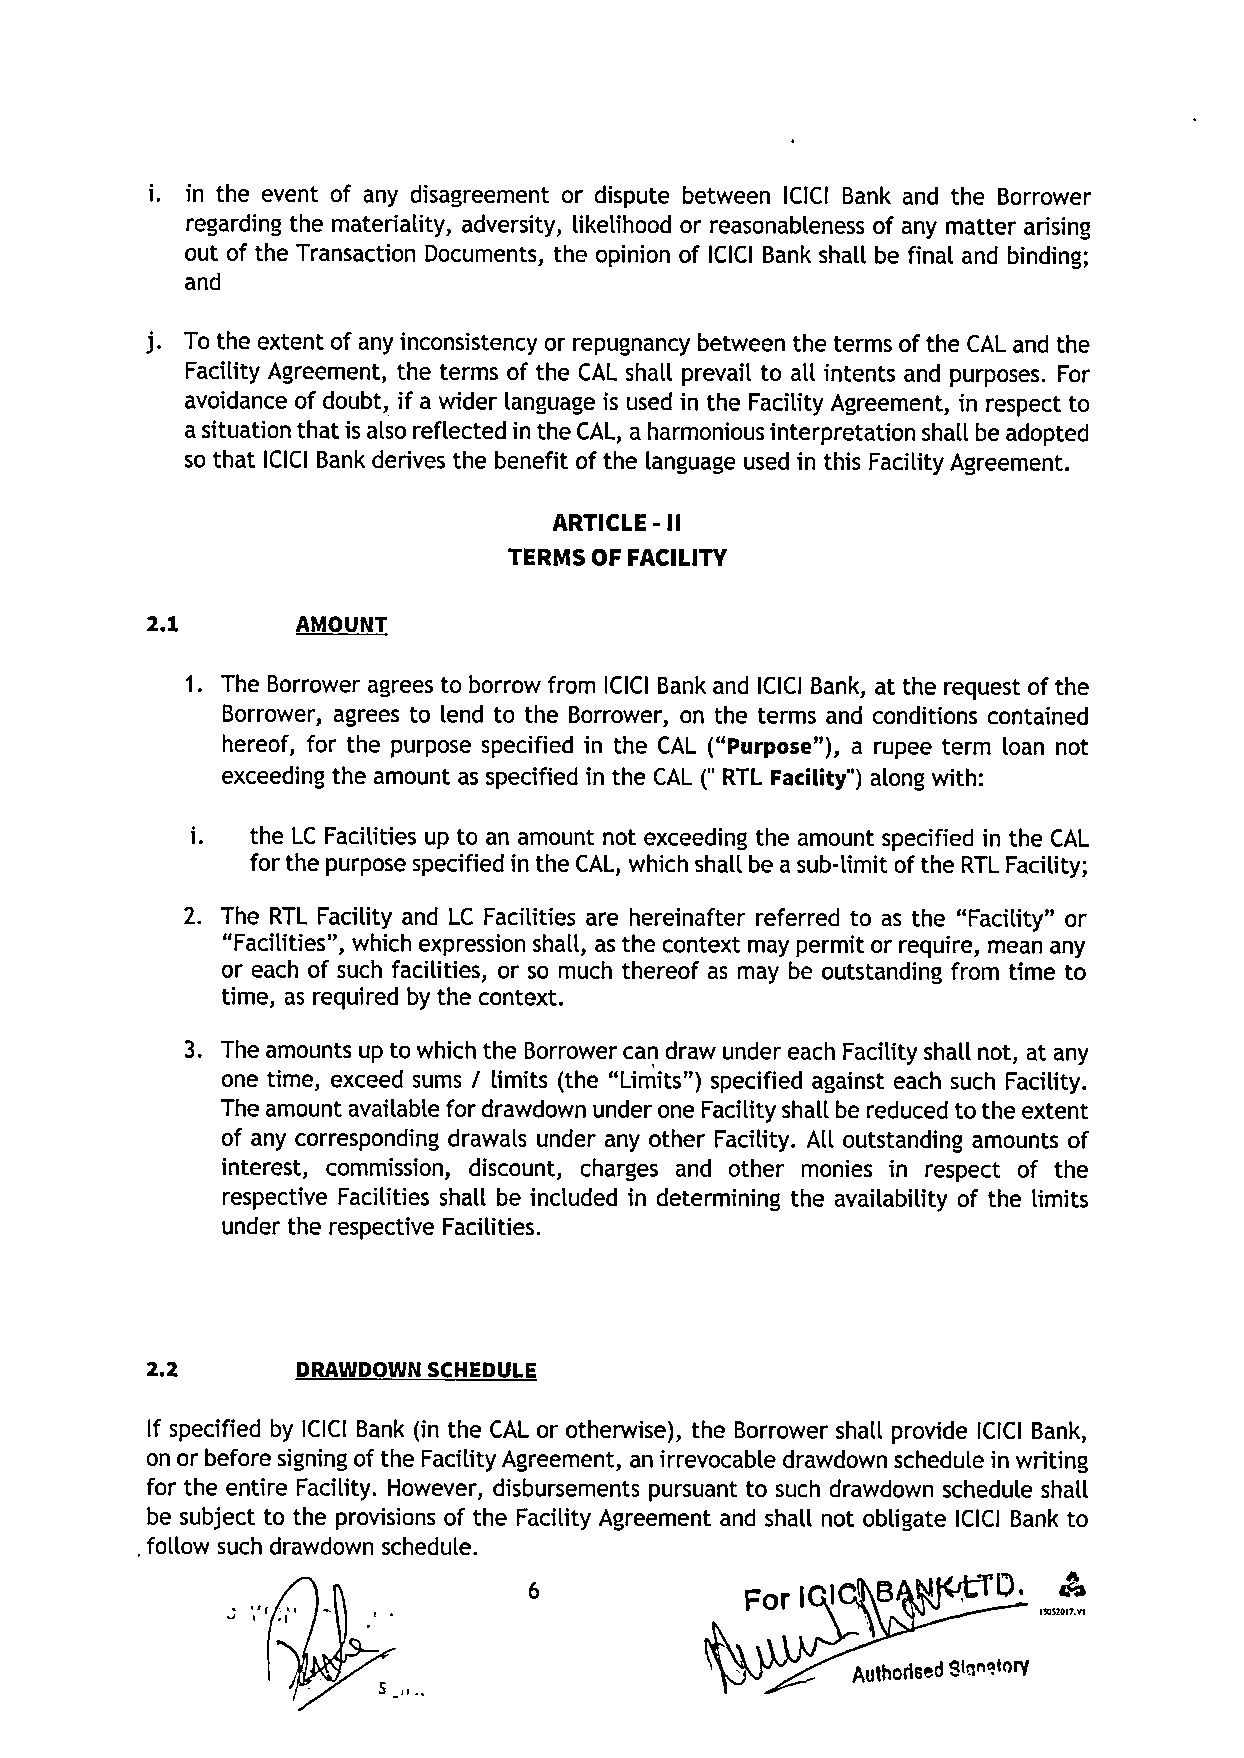 i. in the event of any disagreement or dispute between ICICI Bank and the Borrower
regarding the materiality, adversity, likelihood or reasonableness of any matter arising
out of the Transaction Documents, the opinion of ICICI Bank shall be final and binding;
and
j. To the extent of any inconsistency or repugnancy between the terms of the CAL and the
Facility Agreement, the terms of the CAL shall prevail to all intents and purposes. For
avoidance of doubt, if a wider language is used in the Facility Agreement, in respect to
a situation that is also reflected in the CAL, a harmonious interpretation shall be adopted
so that ICICI Bank derives the benefit of the language used in this Facility Agreement.
ARTICLE - II
TERMS OF FACILITY
2.1 AMOUNT
1. The Borrower agrees to borrow from ICICI Bank and ICICI Bank, at the request of the
Borrower, agrees to lend to the Borrower, on the terms and conditions contained
hereof, for the purpose specified in the CAL (“Purpose”), a rupee term loan not
exceeding the amount as specified in the CAL (" RTL Facility") along with:
i. the LC Facilities up to an amount not exceeding the amount specified in the CAL
for the purpose specified in the CAL, which shall be a sub-limit of the RTL Facility;
2. The RTL Facility and LC Facilities are hereinafter referred to as the “Facility” or
“Facilities”, which expression shall, as the context may permit or require, mean any
or each of such facilities, or so much thereof as may be outstanding from time to
time, as required by the context.
3. The amounts up to which the Borrower can draw under each Facility shall not, at any
one time, exceed sums / limits (the “Limits”) specified against each such Facility.
The amount available for drawdown under one Facility shall be reduced to the extent
of any corresponding drawals under any other Facility. All outstanding amounts of
interest, commission, discount, charges and other monies in respect of the
respective Facilities shall be included in determining the availability of the limits
under the respective Facilities.
2.2 DRAWDOWN SCHEDULE
If specified by ICICI Bank (in the CAL or otherwise), the Borrower shall provide ICICI Bank,
on or before signing of the Facility Agreement, an irrevocable drawdown schedule in writing
for the entire Facility. However, disbursements pursuant to such drawdown schedule shall
be subject to the provisions of the Facility Agreement and shall not obligate ICICI Bank to
follow such drawdown schedule.
6
For ICICI BANK LTD.
15052017.V1
Authorised Signatory